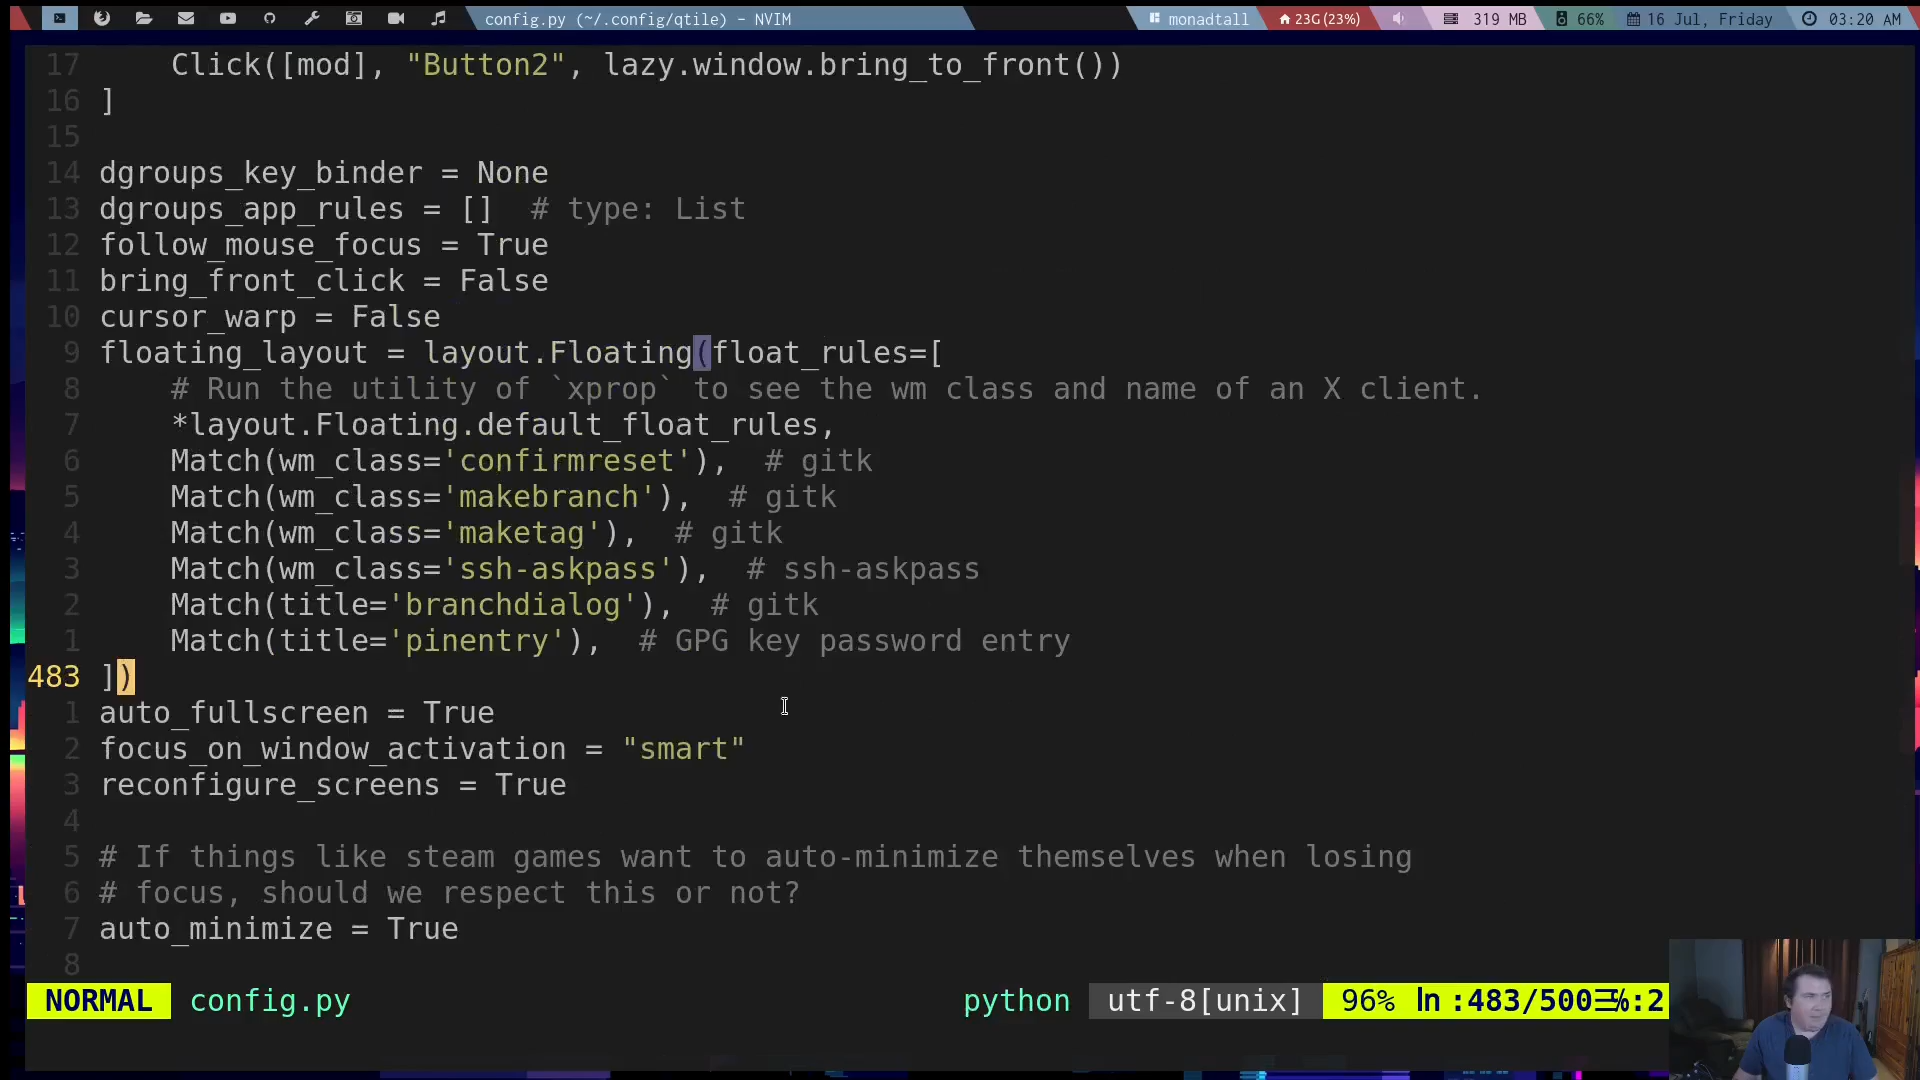 config.py (~/.config/qtile) – NVIM
monadtall
23G(23%)
319 MB
66%
16 Jul, Friday
03:20 AM
17 Click([mod], "Button2", lazy.window.bring_to_front())
16 ]
15
14 dgroups_key_binder = None
13 dgroups_app_rules = []  # type: List
12 follow_mouse_focus = True
11 bring_front_click = False
10 cursor_warp = False
9 floating_layout = layout.Floating(float_rules=[
8 # Run the utility of `xprop` to see the wm class and name of an X client.
7 *layout.Floating.default_float_rules,
6 Match(wm_class='confirmreset'),  # gitk
5 Match(wm_class='makebranch'),  # gitk
4 Match(wm_class='maketag'),  # gitk
3 Match(wm_class='ssh-askpass'),  # ssh-askpass
2 Match(title='branchdialog'),  # gitk
1 Match(title='pinentry'),  # GPG key password entry
483 ])
1 auto_fullscreen = True
2 focus_on_window_activation = "smart"
3 reconfigure_screens = True
4
5 # If things like steam games want to auto-minimize themselves when losing
6 # focus, should we respect this or not?
7 auto_minimize = True
8
NORMAL config.py python utf-8[unix] 96% ln :483/500☰%:2